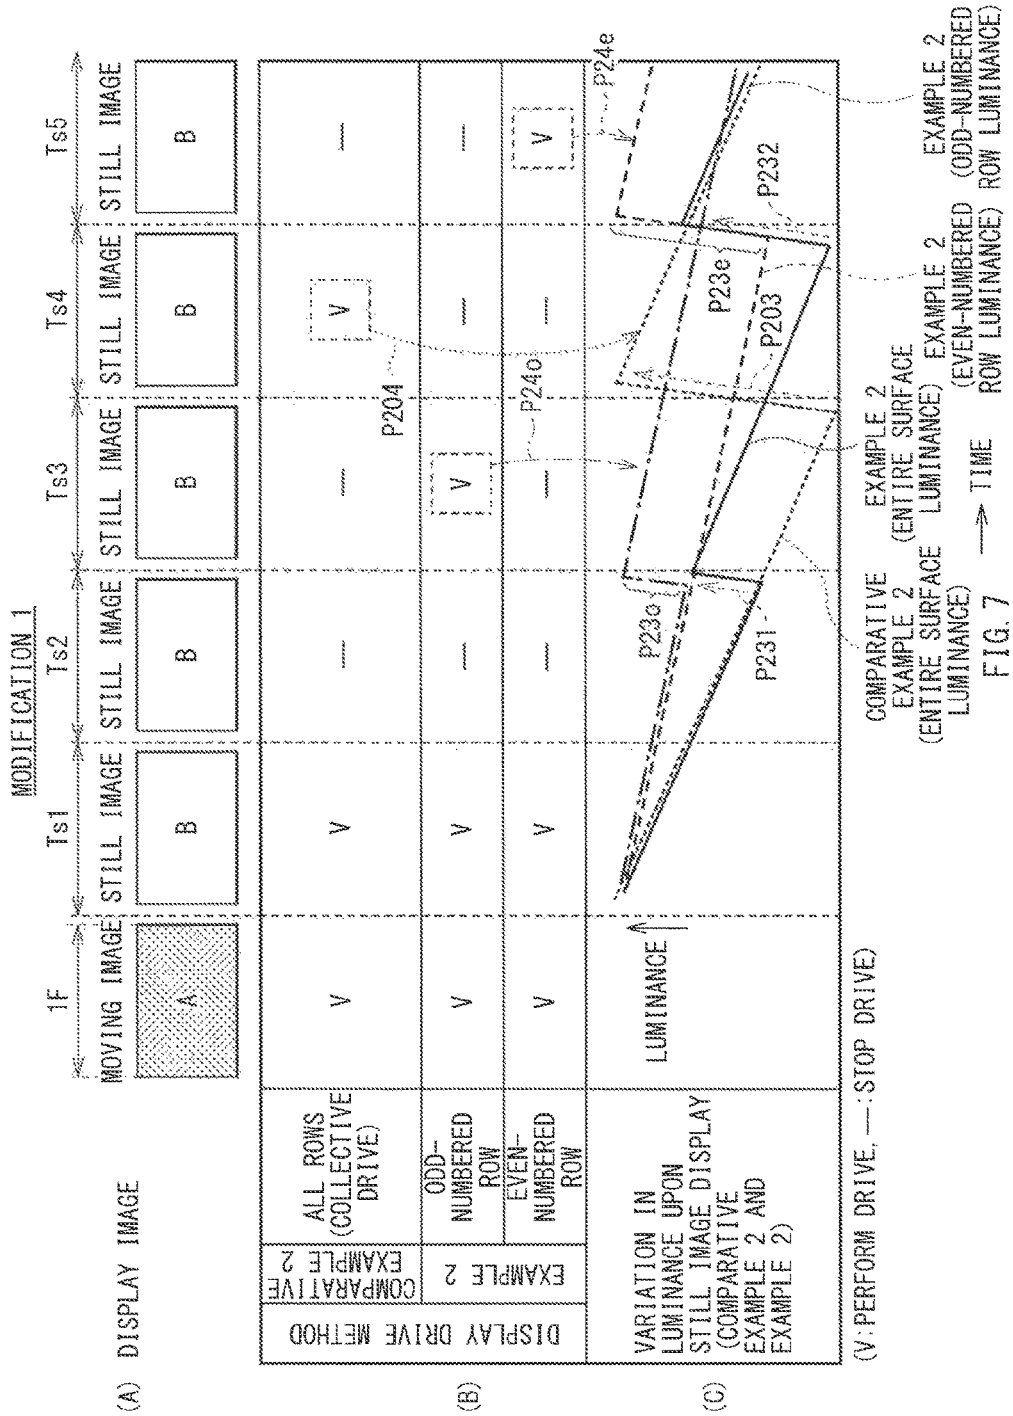 MODIFICATION 1
1F
Ts1
Ts2
Ts3
Ts4
Ts5
(A) DISPLAY IMAGE
MOVING IMAGE
STILL IMAGE
STILL IMAGE
STILL IMAGE
STILL IMAGE
STILL IMAGE
A
B
B
B
B
B
(B)
DISPLAY DRIVE METHOD
COMPARATIVE
EXAMPLE 2
ALL ROWS
(COLLECTIVE
DRIVE)
V
V
—
—
V
—
P204
EXAMPLE 2
ODD-
NUMBERED
ROW
V
V
—
V
—
—
P24o
EVEN-
NUMBERED
ROW
V
V
—
—
—
V
P24e
(C)
VARIATION IN
LUMINANCE UPON
STILL IMAGE DISPLAY
(COMPARATIVE
EXAMPLE 2 AND
EXAMPLE 2)
LUMINANCE
P23o
P231
P23e
P203
P232
(V:PERFORM DRIVE, —:STOP DRIVE)
COMPARATIVE
EXAMPLE 2
(ENTIRE SURFACE
LUMINANCE)
EXAMPLE 2
(ENTIRE SURFACE
LUMINANCE)
EXAMPLE 2
(EVEN-NUMBERED
ROW LUMINANCE)
EXAMPLE 2
(ODD-NUMBERED
ROW LUMINANCE)
TIME
FIG. 7